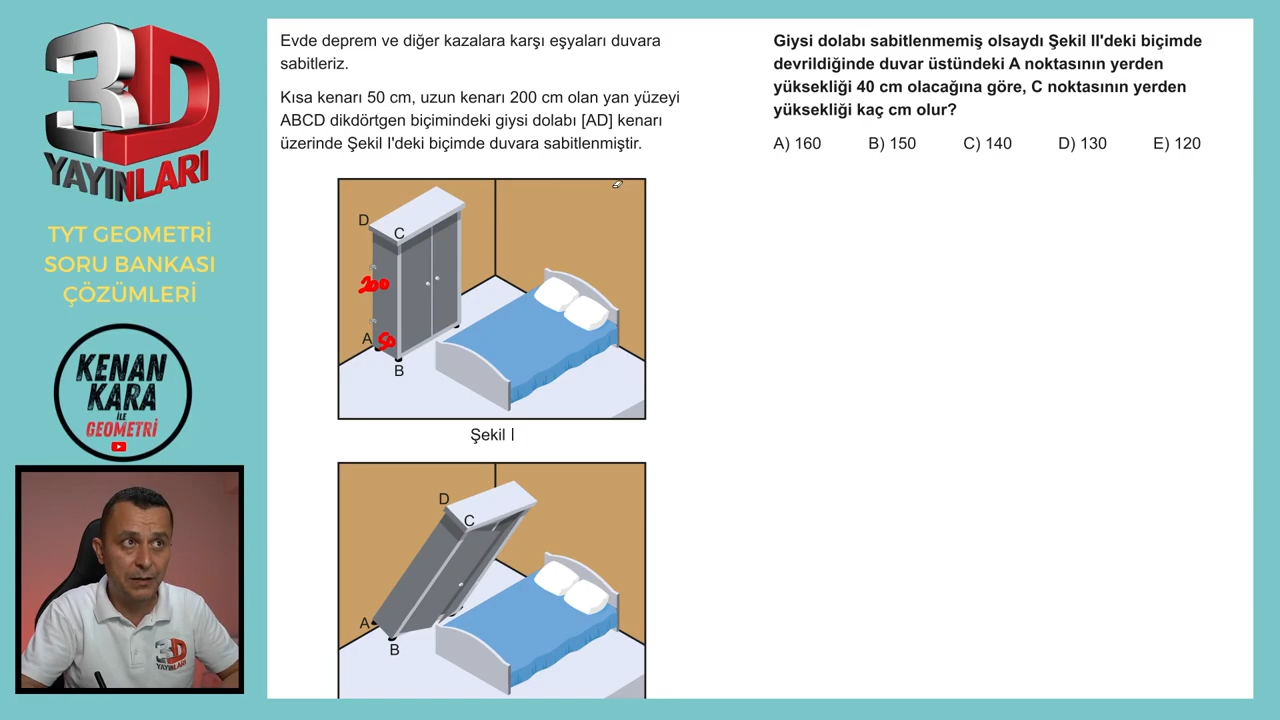 3D
YAYINLARI
TYT GEOMETRİ
SORU BANKASI
ÇÖZÜMLERİ
KENAN
KARA
İLE
GEOMETRİ
3D
YAYINLARI
Evde deprem ve diğer kazalara karşı eşyaları duvara
sabitleriz.
Kısa kenarı 50 cm, uzun kenarı 200 cm olan yan yüzeyi
ABCD dikdörtgen biçimindeki giysi dolabı [AD] kenarı
üzerinde Şekil I'deki biçimde duvara sabitlenmiştir.
D
C
200
A
50
B
Şekil I
D
C
A
B
Giysi dolabı sabitlenmemiş olsaydı Şekil II'deki biçimde
devrildiğinde duvar üstündeki A noktasının yerden
yüksekliği 40 cm olacağına göre, C noktasının yerden
yüksekliği kaç cm olur?
A) 160 B) 150 C) 140 D) 130 E) 120